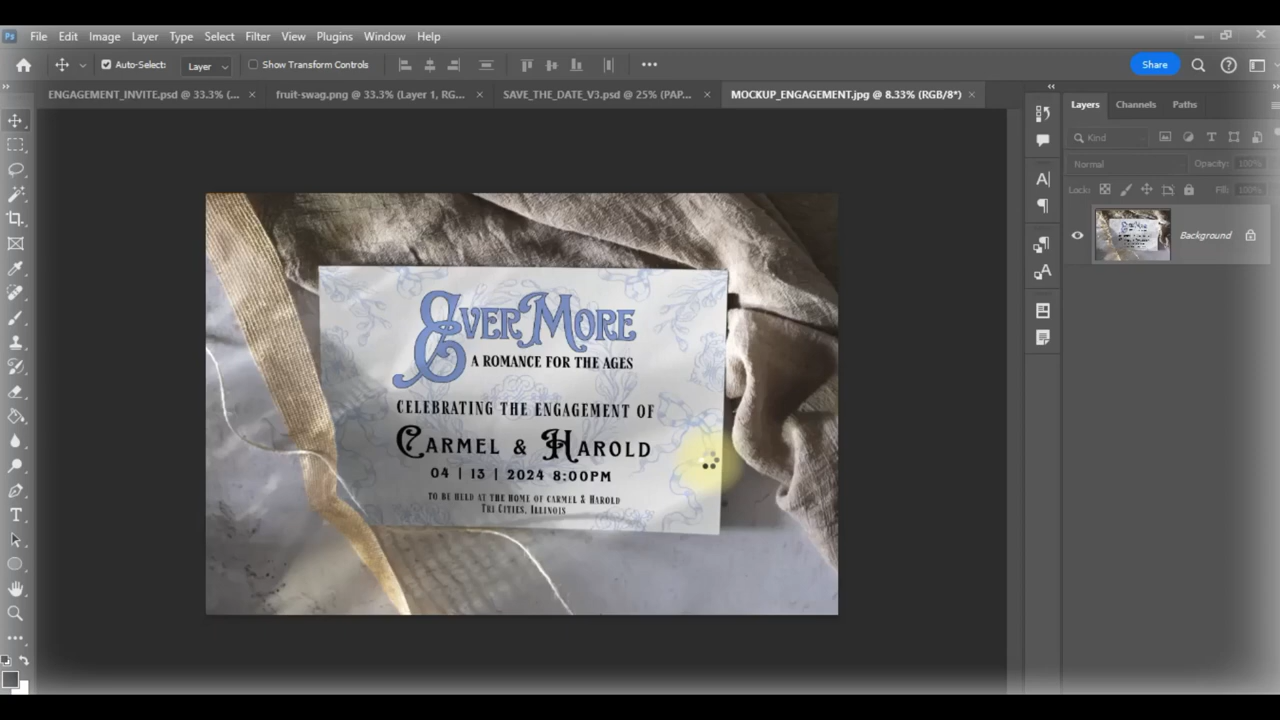 Ps File Edit Image Layer Type Select Filter View Plugins Window Help
Auto-Select: Layer Show Transform Controls Share
ENGAGEMENT_INVITE.psd @ 33.3% (... fruit-swag.png @ 33.3% (Layer 1, RG... SAVE_THE_DATE_V3.psd @ 25% (PAP... MOCKUP_ENGAGEMENT.jpg @ 8.33% (RGB/8*)
Layers Channels Paths
Kind
Normal Opacity: 100%
Lock: Fill: 100%
Background
EVERMORE
A ROMANCE FOR THE AGES
CELEBRATING THE ENGAGEMENT OF
CARMEL & HAROLD
04 | 13 | 2024 8:00PM
TO BE HELD AT THE HOME OF CARMEL & HAROLD
TRI CITIES, ILLINOIS